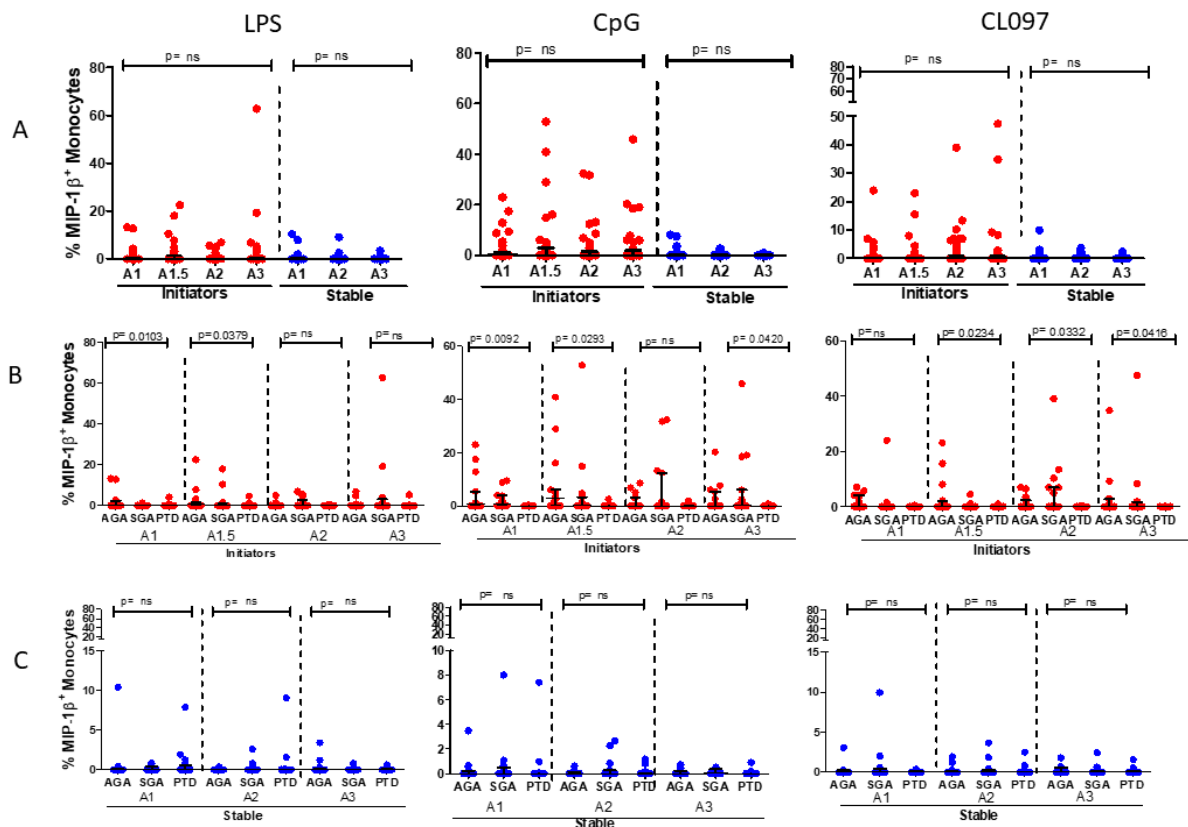 LPS CpG CL097
A
% MIP-1β+ Monocytes
p= ns p= ns
80
60
40
20
0
A1 A1.5 A2 A3 A1 A2 A3
Initiators Stable
p= ns p= ns
80
60
40
20
0
A1 A1.5 A2 A3 A1 A2 A3
Initiators Stable
p= ns p= ns
80
70
50
40
30
20
10
0
A1 A1.5 A2 A3 A1 A2 A3
Initiators Stable
B
% MIP-1β+ Monocytes
p= 0.0103 p=0.0379 p= ns p= ns
80
60
40
20
0
AGA SGA PTD AGA SGA PTD AGA SGA PTD AGA SGA PTD
A1 A1.5 A2 A3
Initiators
p= 0.0092 p= 0.0293 p= ns p= 0.0420
60
40
20
0
AGA SGA PTD AGA SGA PTD AGA SGA PTD AGA SGA PTD
A1 A1.5 A2 A3
Initiators
p= ns p= 0.0234 p= 0.0332 p= 0.0416
60
40
20
0
AGA SGA PTD AGA SGA PTD AGA SGA PTD AGA SGA PTD
A1 A1.5 A2 A3
Initiators
C
% MIP-1β+ Monocytes
p= ns p= ns p= ns
80
60
40
20
15
10
5
0
AGA SGA PTD AGA SGA PTD AGA SGA PTD
A1 A2 A3
Stable
p= ns p= ns p= ns
80
60
40
20
8
6
4
2
0
AGA SGA PTD AGA SGA PTD AGA SGA PTD
A1 A2 A3
Stable
p= ns p= ns p= ns
80
60
40
20
15
10
5
0
AGA SGA PTD AGA SGA PTD AGA SGA PTD
A1 A2 A3
Stable